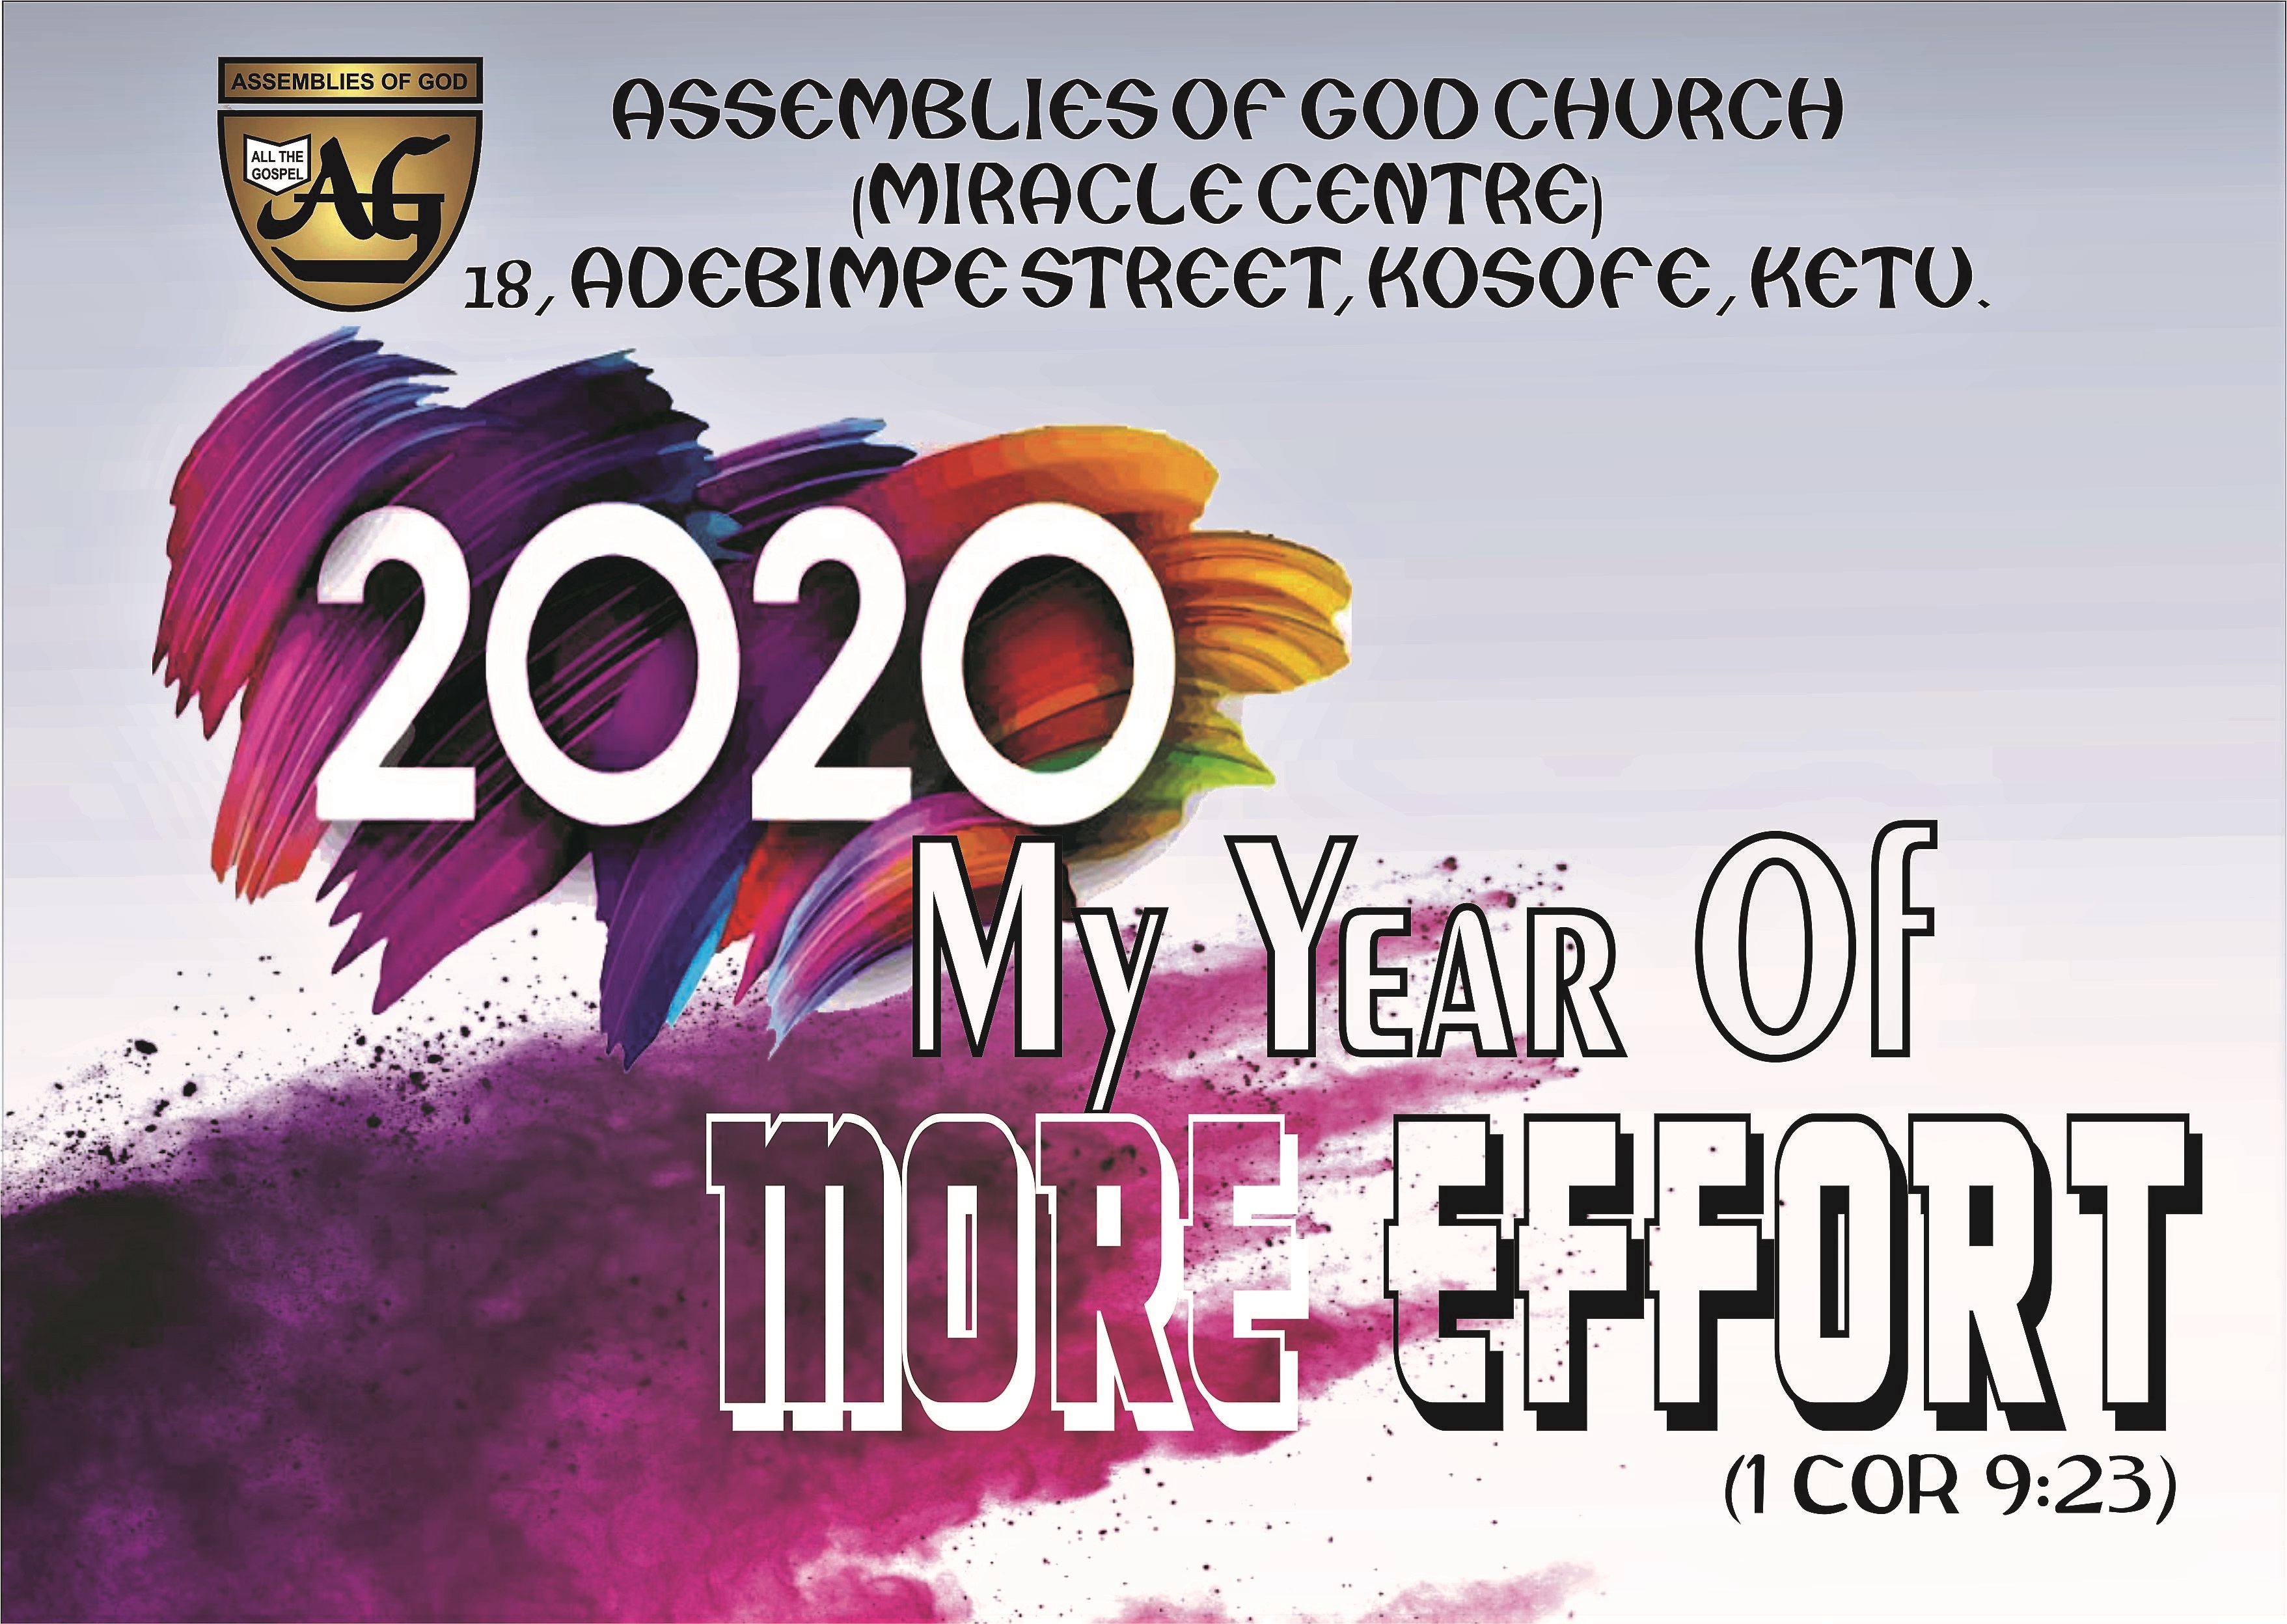 ASSEMBLIES OF GOD
ALL THE
GOSPEL
AG
ASSEMBLIES OF GOD CHURCH
(MIRACLE CENTRE)
18, ADEBIMPE STREET, KOSOFE, KETU.
2020
My YEAR Of
MORE EFFORT
(1 COR 9:23)